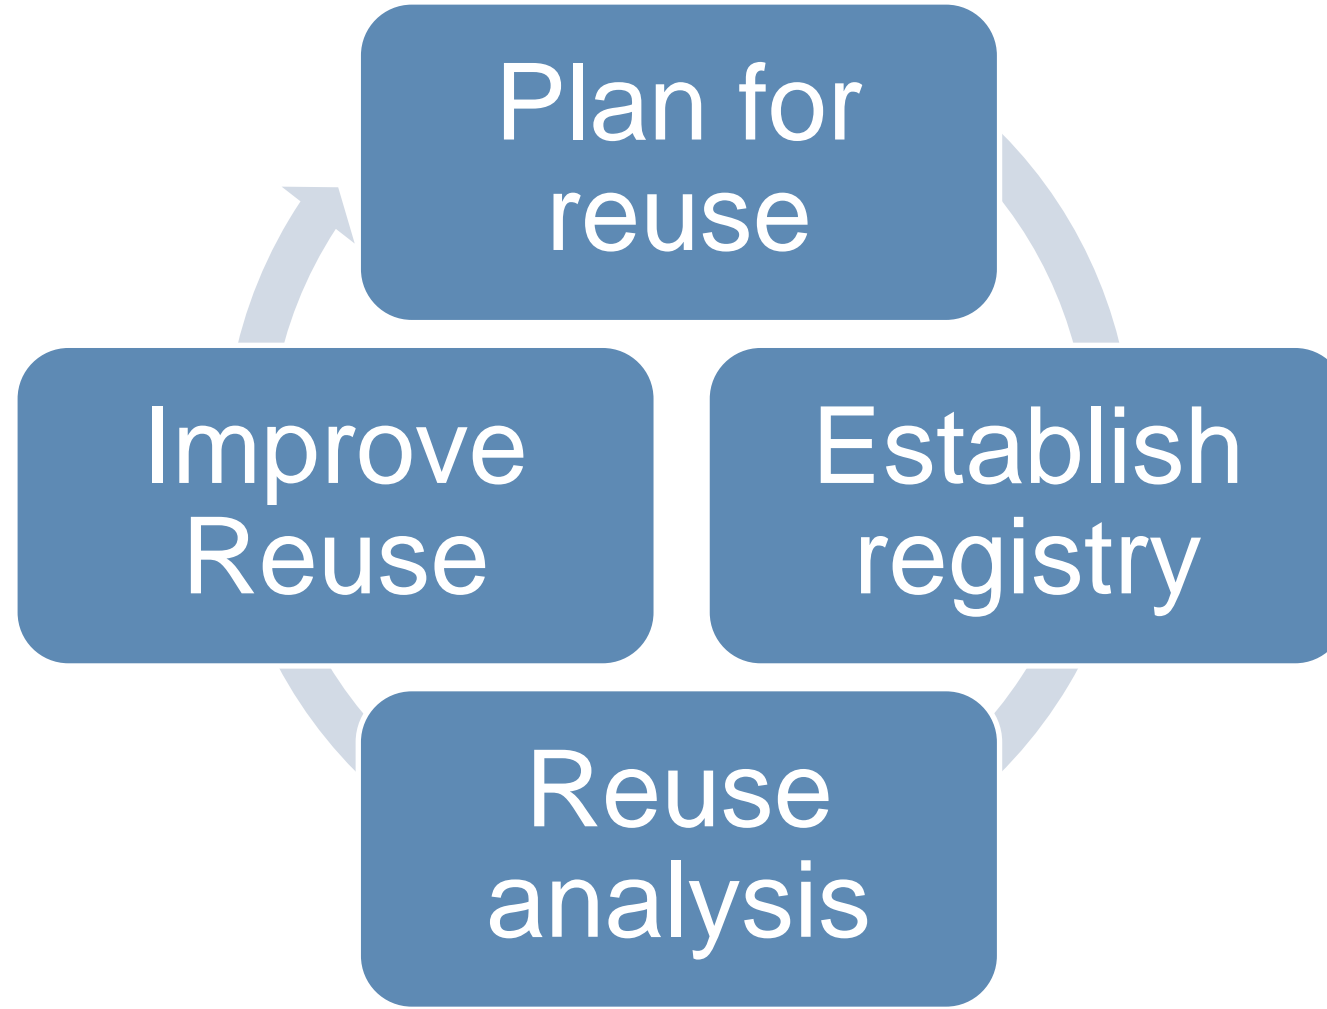 Plan for
reuse
Improve
Reuse
Establish
registry
Reuse
analysis